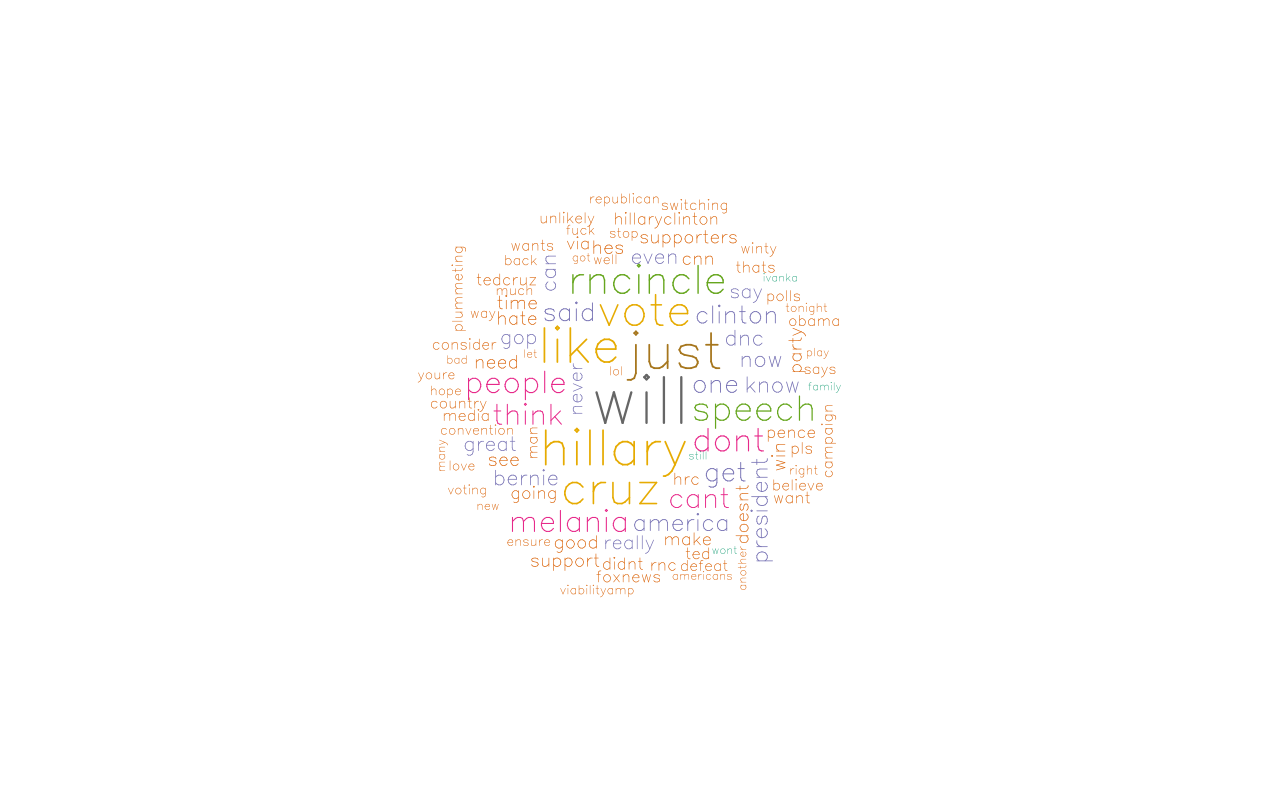 republican
switching
unlikely
hillaryclinton
fuck
stop
supporters
wants
via
hes
winty
back
can
got
well
even
cnn
thats
plummeting
tedcruz
rncincle
ivanka
much
say
polls
time
said
vote
clinton
tonight
way
hate
obama
consider
gop
like
just
dnc
party
bad
need
let
now
play
says
youre
lol
people
never
will
one
know
family
hope
country
media
think
speech
campaign
convention
great
man
hillary
dont
pence
many
love
see
still
win
pls
bernie
get
hrc
president
right
believe
voting
going
cruz
cant
want
new
melania
america
doesnt
ensure
good
really
make
ted
wont
another
support
didnt
rnc
defeat
foxnews
americans
viabilityamp